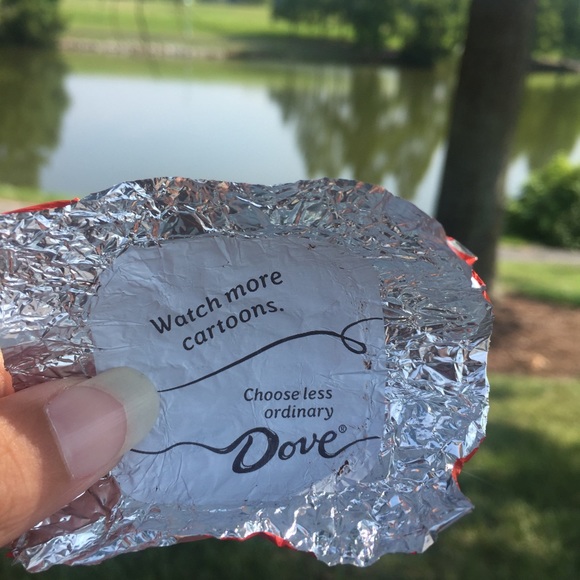 Watch more
cartoons.
Choose less
ordinary
Dove®